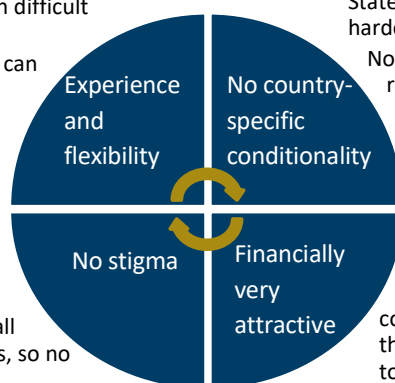 difficult
can
State
hard
No
Experience
and
flexibility
No country-
specific
conditionality
No stigma
Financially
very
attractive
all
s, so no
co
th
to